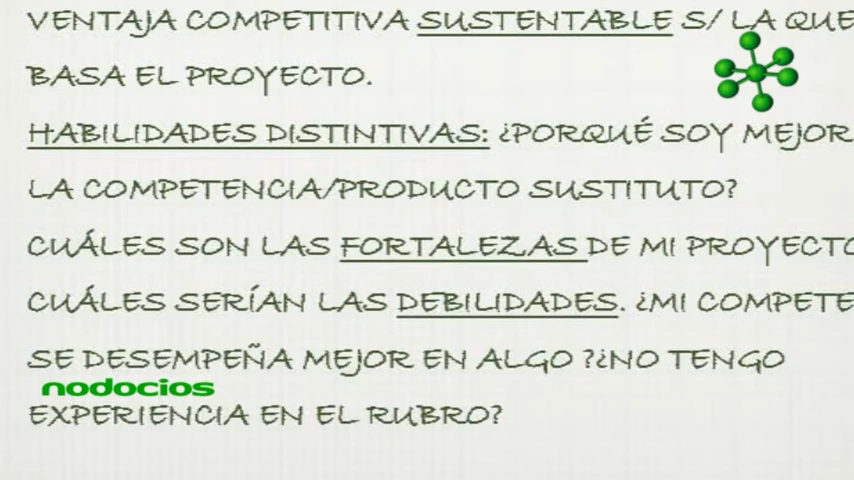 VENTAJA COMPETITIVA SUSTENTABLE S/ LA QUE
BASA EL PROYECTO.
HABILIDADES DISTINTIVAS: ¿PORQUÉ SOY MEJOR
LA COMPETENCIA/PRODUCTO SUSTITUTO?
CUÁLES SON LAS FORTALEZAS DE MI PROYECTO
CUÁLES SERÍAN LAS DEBILIDADES. ¿MI COMPETE
SE DESEMPEÑA MEJOR EN ALGO ?¿NO TENGO
nodocios
EXPERIENCIA EN EL RUBRO?